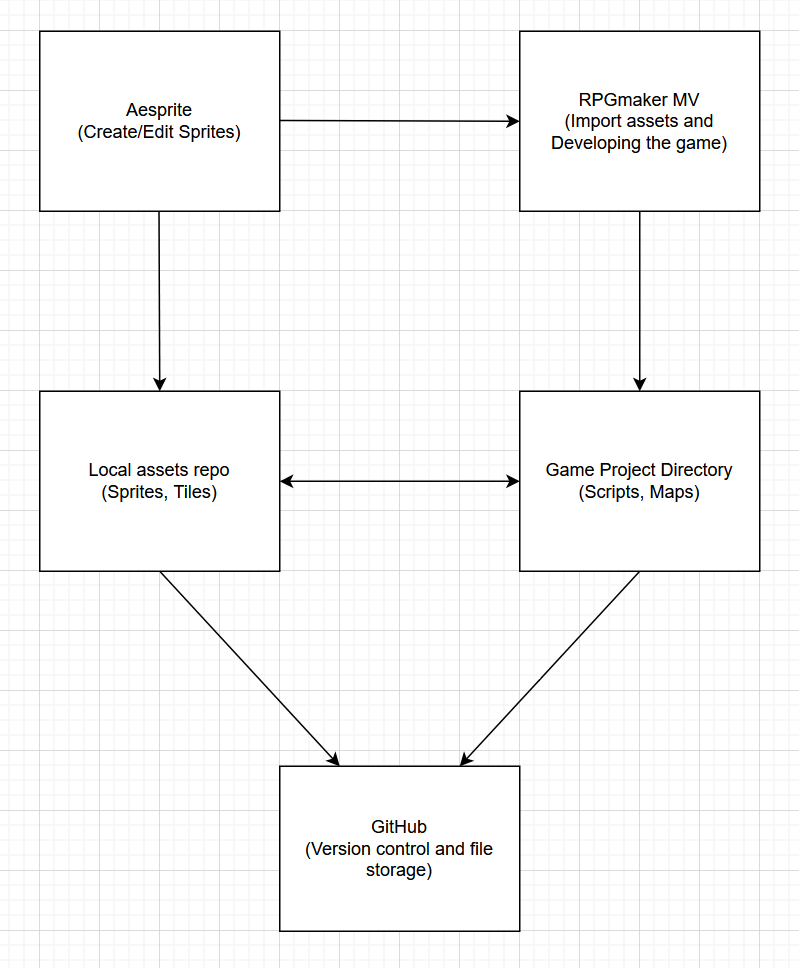 Aesprite
(Create/Edit Sprites)
RPGmaker MV
(Import assets and
Developing the game)
Local assets repo
(Sprites, Tiles)
Game Project Directory
(Scripts, Maps)
GitHub
(Version control and file
storage)